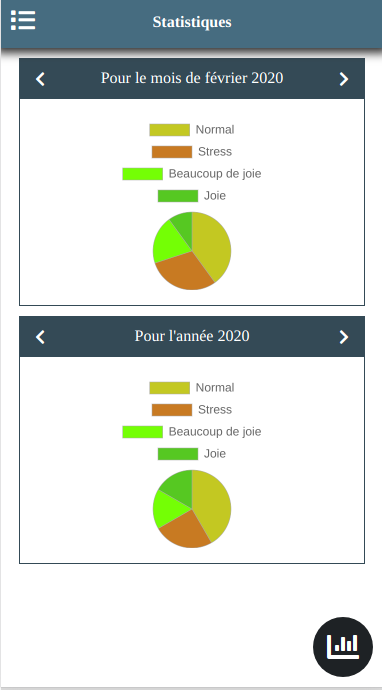 Statistiques
Pour le mois de février 2020
Normal
Stress
Beaucoup de joie
Joie
Pour l'année 2020
Normal
Stress
Beaucoup de joie
Joie